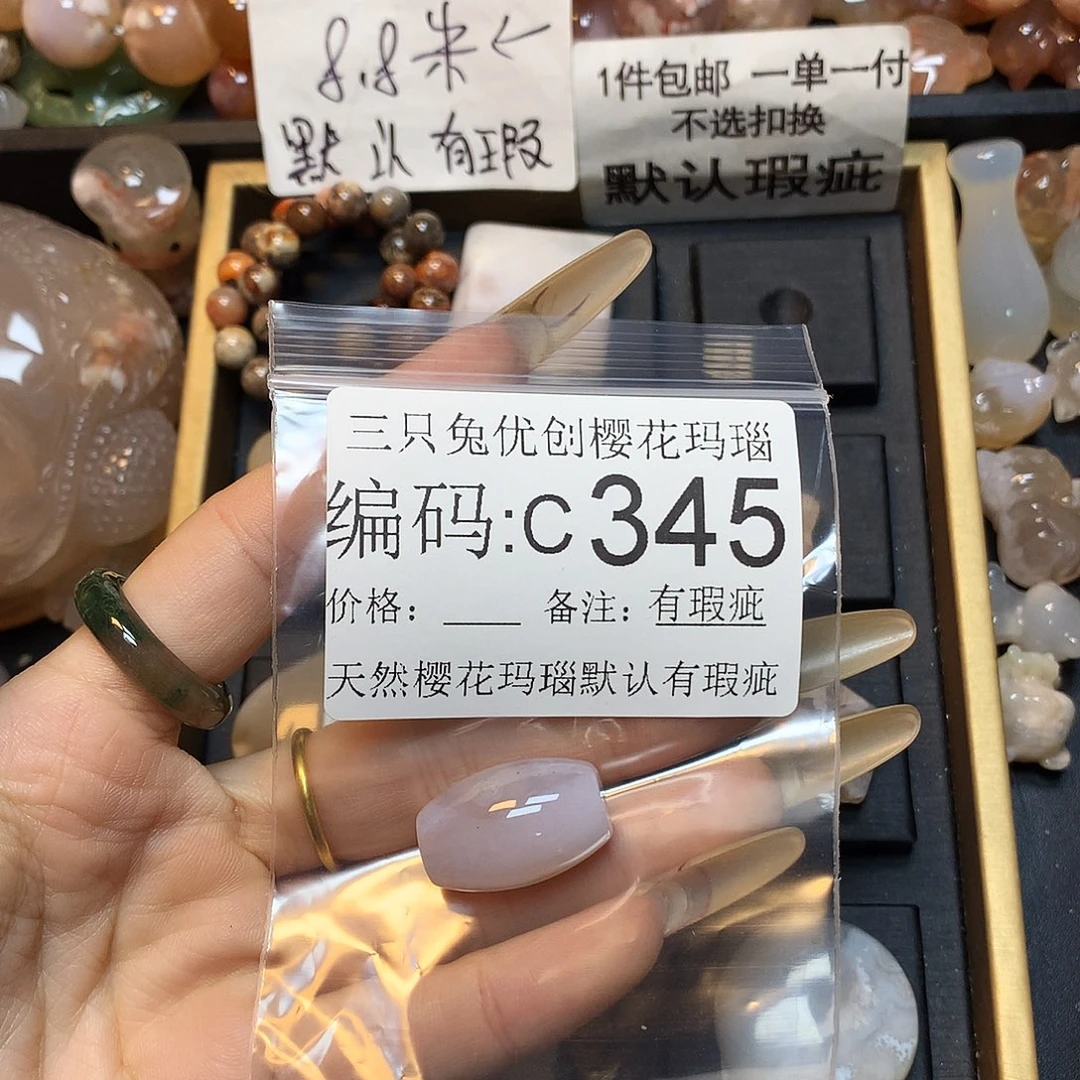 8.8米←
默认有瑕
1件包邮 一单一付
不选扣换
默认瑕疵
三只兔优创樱花玛瑙
编码:c345
价格：____ 备注：有瑕疵
天然樱花玛瑙默认有瑕疵